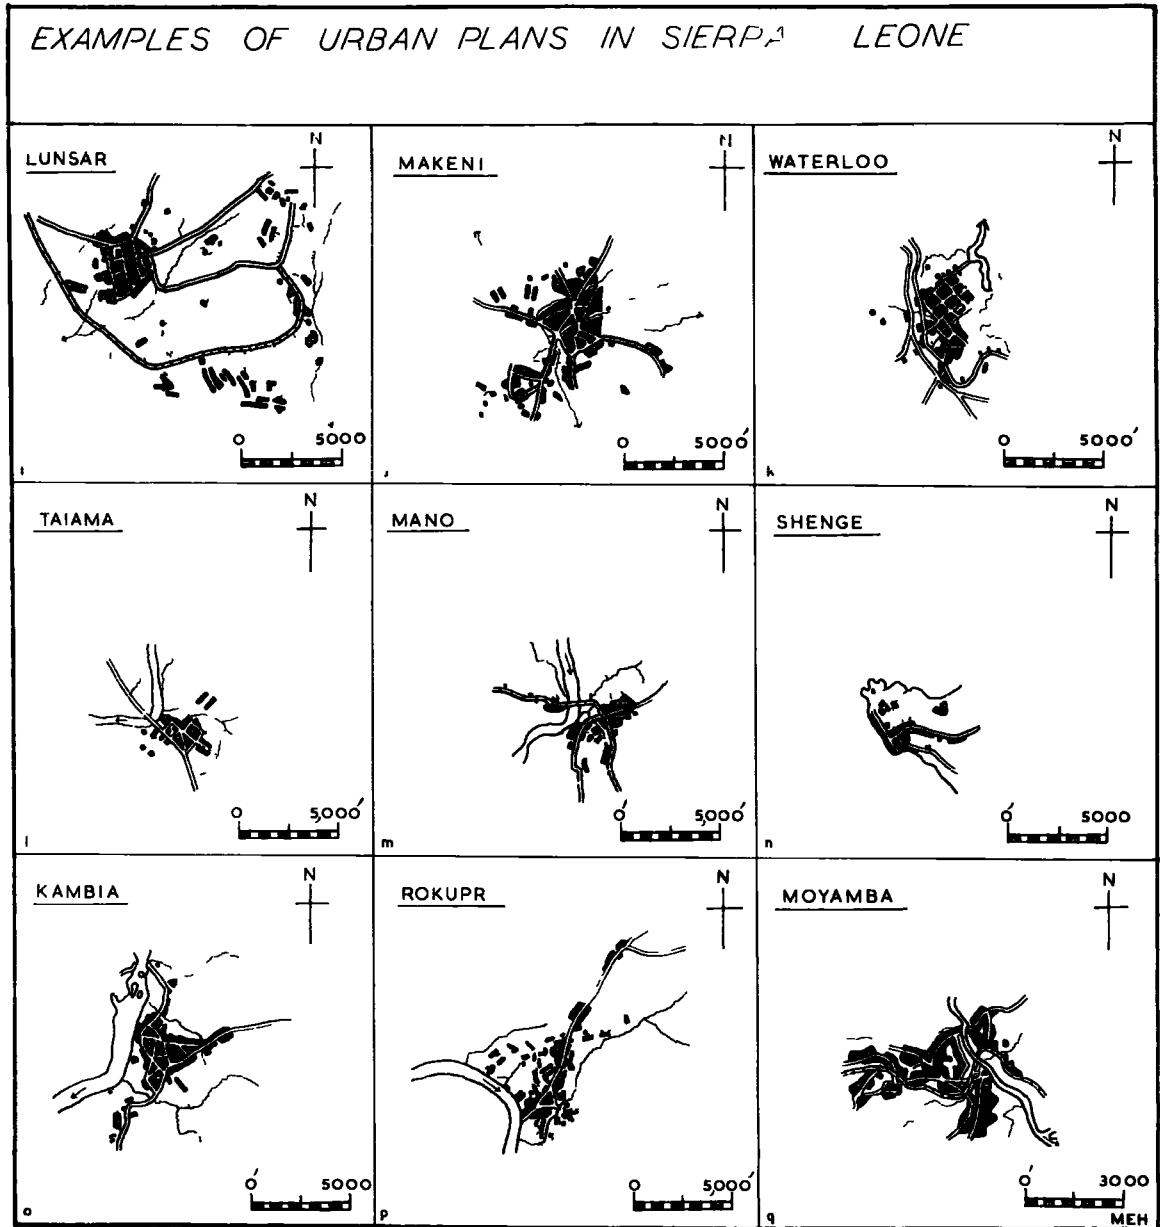 EXAMPLES OF URBAN PLANS IN SIERRA LEONE
LUNSAR
N
0 5000
i
MAKENI
N
0 5000'
j
WATERLOO
N
0 5000'
k
TAIAMA
N
0 5,000'
l
MANO
N
0' 5,000'
m
SHENGE
N
0' 5000
n
KAMBIA
N
0' 5000
o
ROKUPR
N
0 5,000'
p
MOYAMBA
N
0' 3000
q
MEH